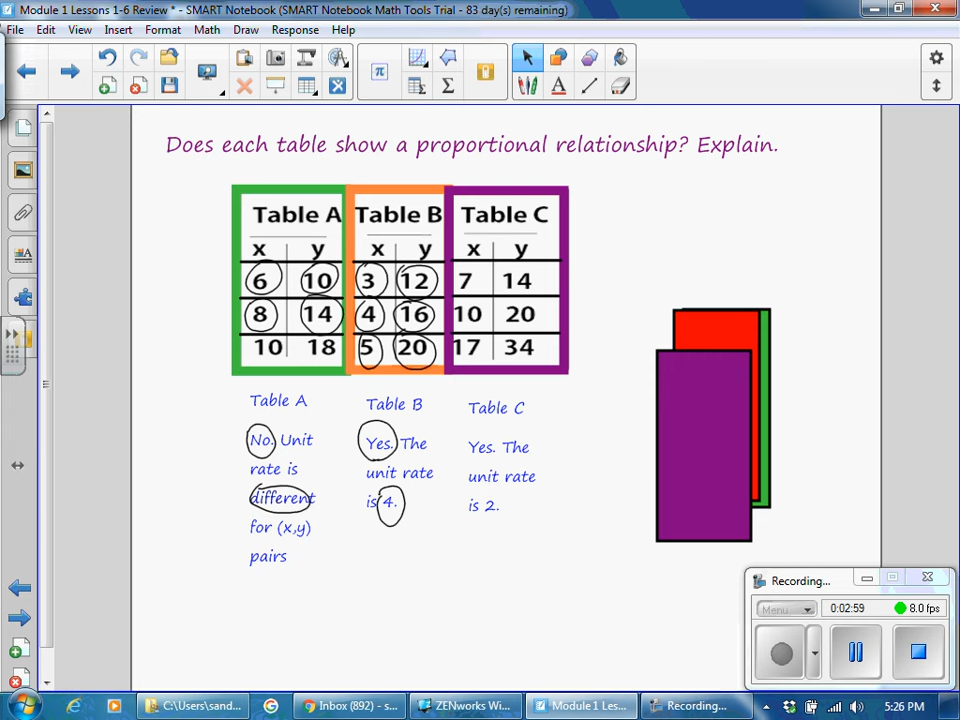 Module 1 Lessons 1-6 Review * - SMART Notebook (SMART Notebook Math Tools Trial - 83 day(s) remaining)
File Edit View Insert Format Math Draw Response Help
Does each table show a proportional relationship? Explain.
Table A Table B Table C
x y x y x y
6 10 3 12 7 14
8 14 4 16 10 20
10 18 5 20 17 34
Table A
No. Unit
rate is
different
for (x,y)
pairs
Table B
Yes. The
unit rate
is 4.
Table C
Yes. The
unit rate
is 2.
Recording...
Menu 0:02:59 8.0 fps
C:\Users\sand... Inbox (892) - s... ZENworks Wi... Module 1 Les... Recording... 5:26 PM